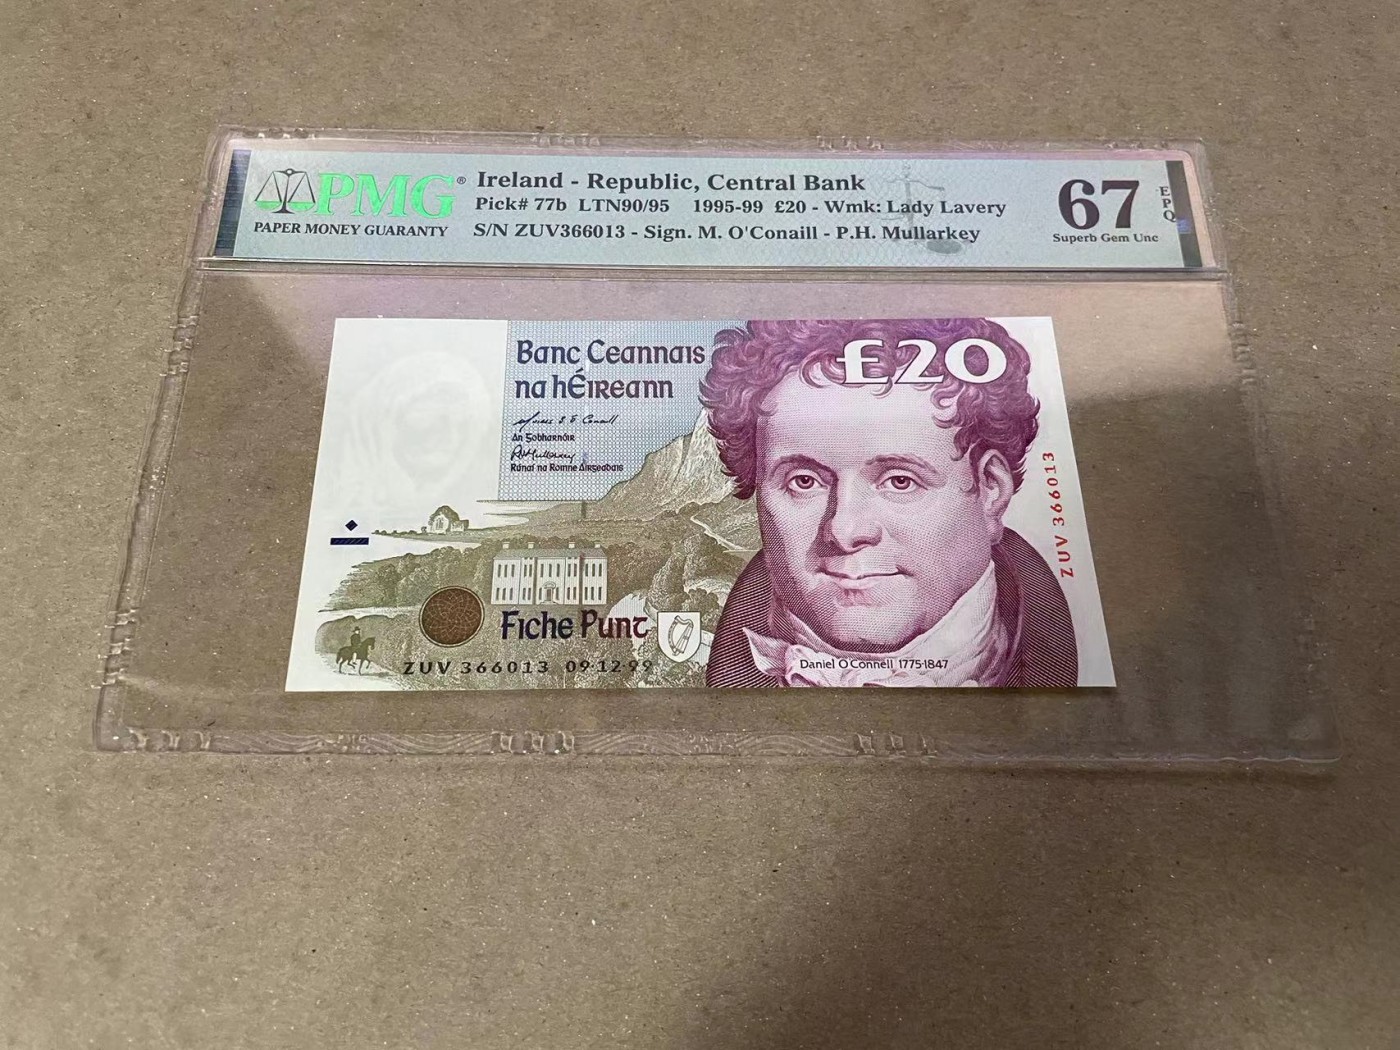 PMG®
PAPER MONEY GUARANTY
Ireland - Republic, Central Bank
Pick# 77b LTN90/95 1995-99 £20 - Wmk: Lady Lavery
S/N ZUV366013 - Sign. M. O'Conaill - P.H. Mullarkey
67
EPQ
Superb Gem Unc
Banc Ceannais
na hÉireann
£20
An Gobharnóir
Rúnaí na Roinne Airgeadais
ZUV 366013
Fiche Punt
ZUV 366013 09·12·99
Daniel O'Connell 1775-1847